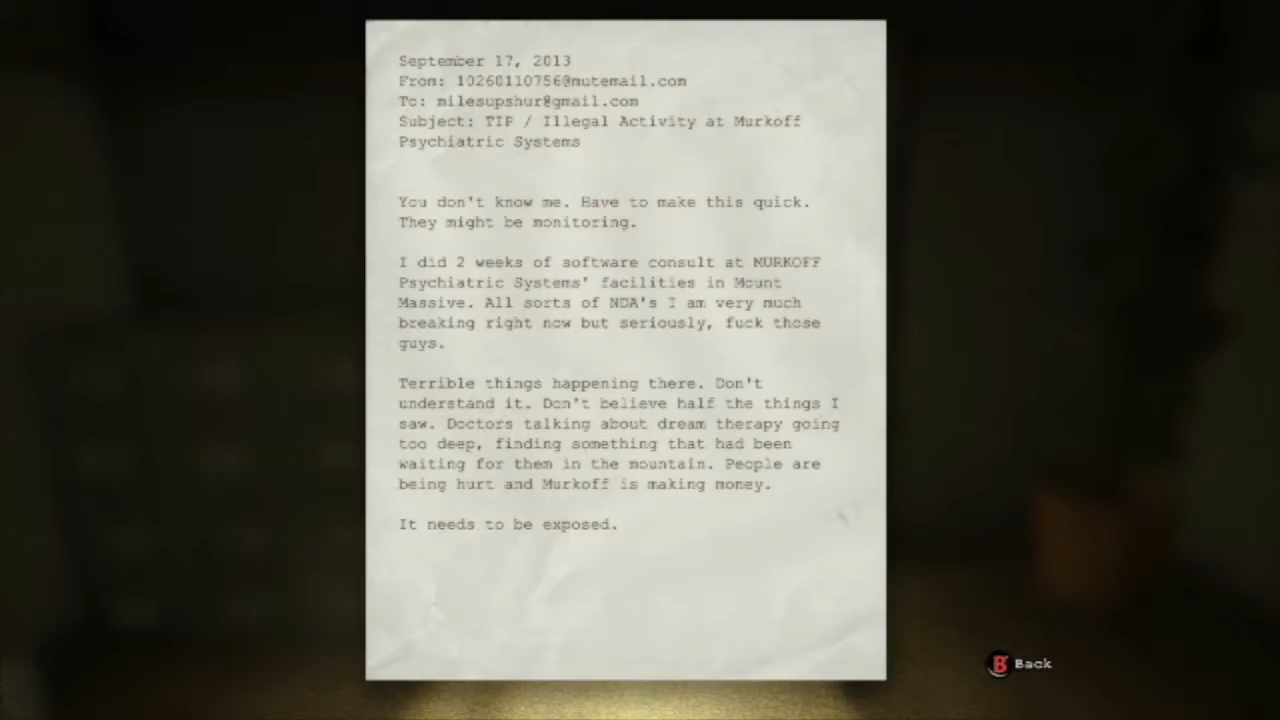 September 17, 2013
From: 10260110756@mutemail.com
To: milesupshur@gmail.com
Subject: TIP / Illegal Activity at Murkoff
Psychiatric Systems
You don't know me. Have to make this quick.
They might be monitoring.
I did 2 weeks of software consult at MURKOFF
Psychiatric Systems' facilities in Mount
Massive. All sorts of NDA's I am very much
breaking right now but seriously, fuck those
guys.
Terrible things happening there. Don't
understand it. Don't believe half the things I
saw. Doctors talking about dream therapy going
too deep, finding something that had been
waiting for them in the mountain. People are
being hurt and Murkoff is making money.
It needs to be exposed.
B Back